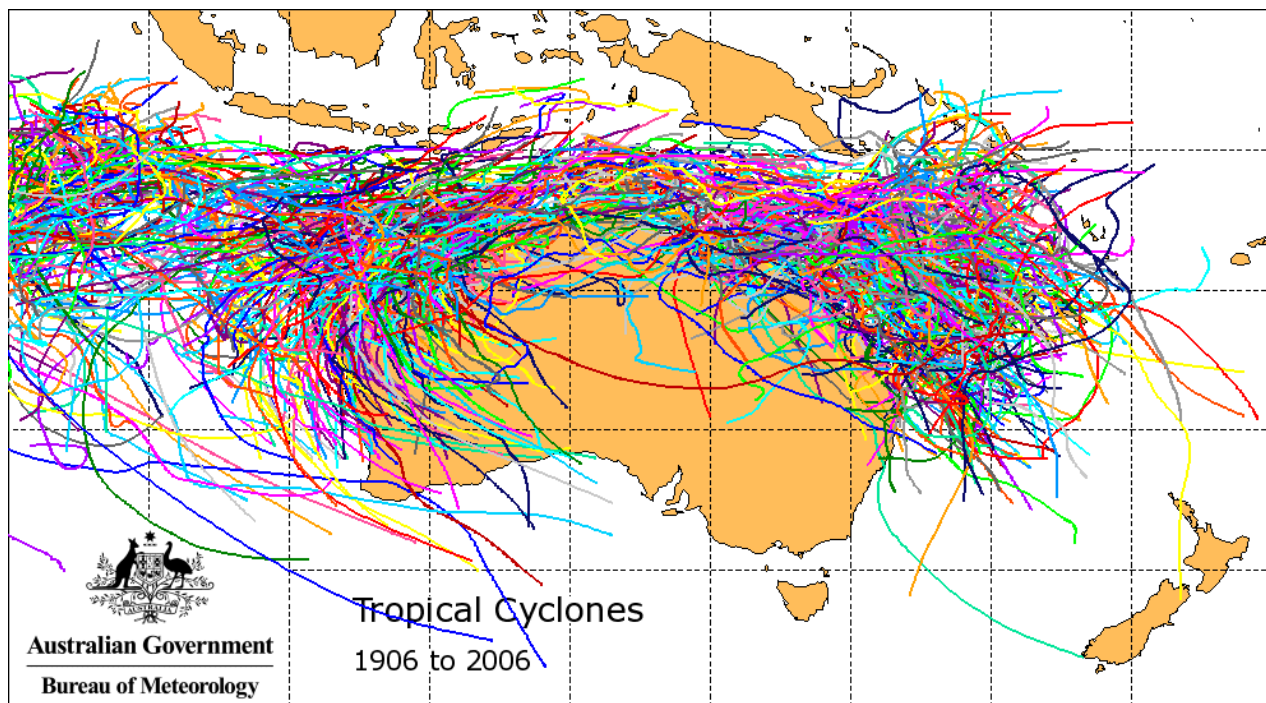 AUSTRALIA
Tropical Cyclones
1906 to 2006
Australian Government
Bureau of Meteorology